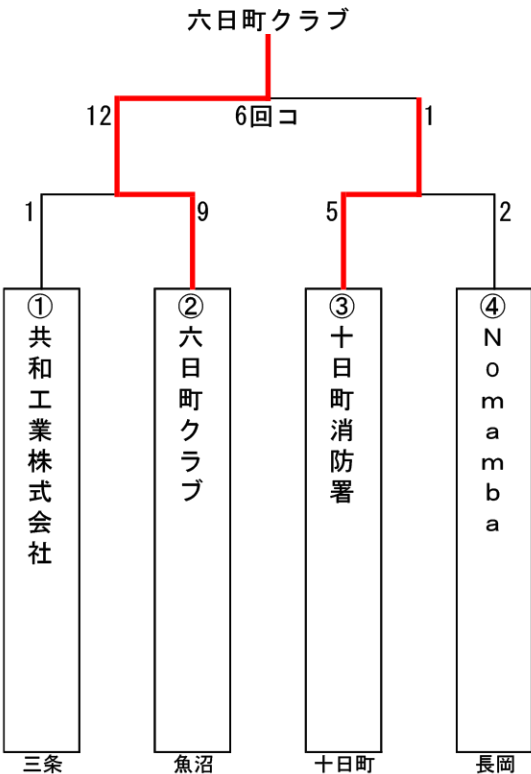 六日町クラブ
12
6回コ
1
1
9
5
2
①共和工業株式会社
②六日町クラブ
③十日町消防署
④Nomamba
三条
魚沼
十日町
長岡